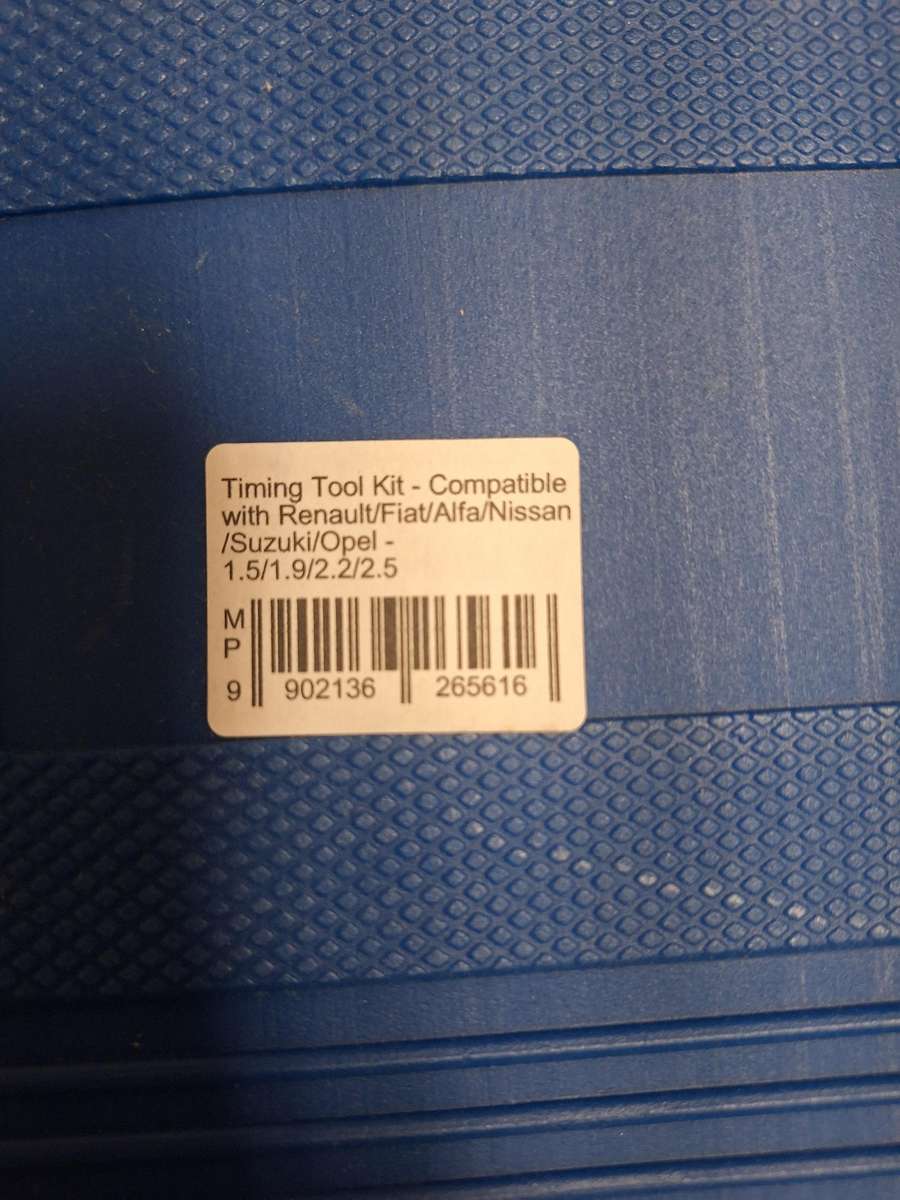 Timing Tool Kit - Compatible
with Renault/Fiat/Alfa/Nissan
/Suzuki/Opel -
1.5/1.9/2.2/2.5
M
P
9 902136 265616